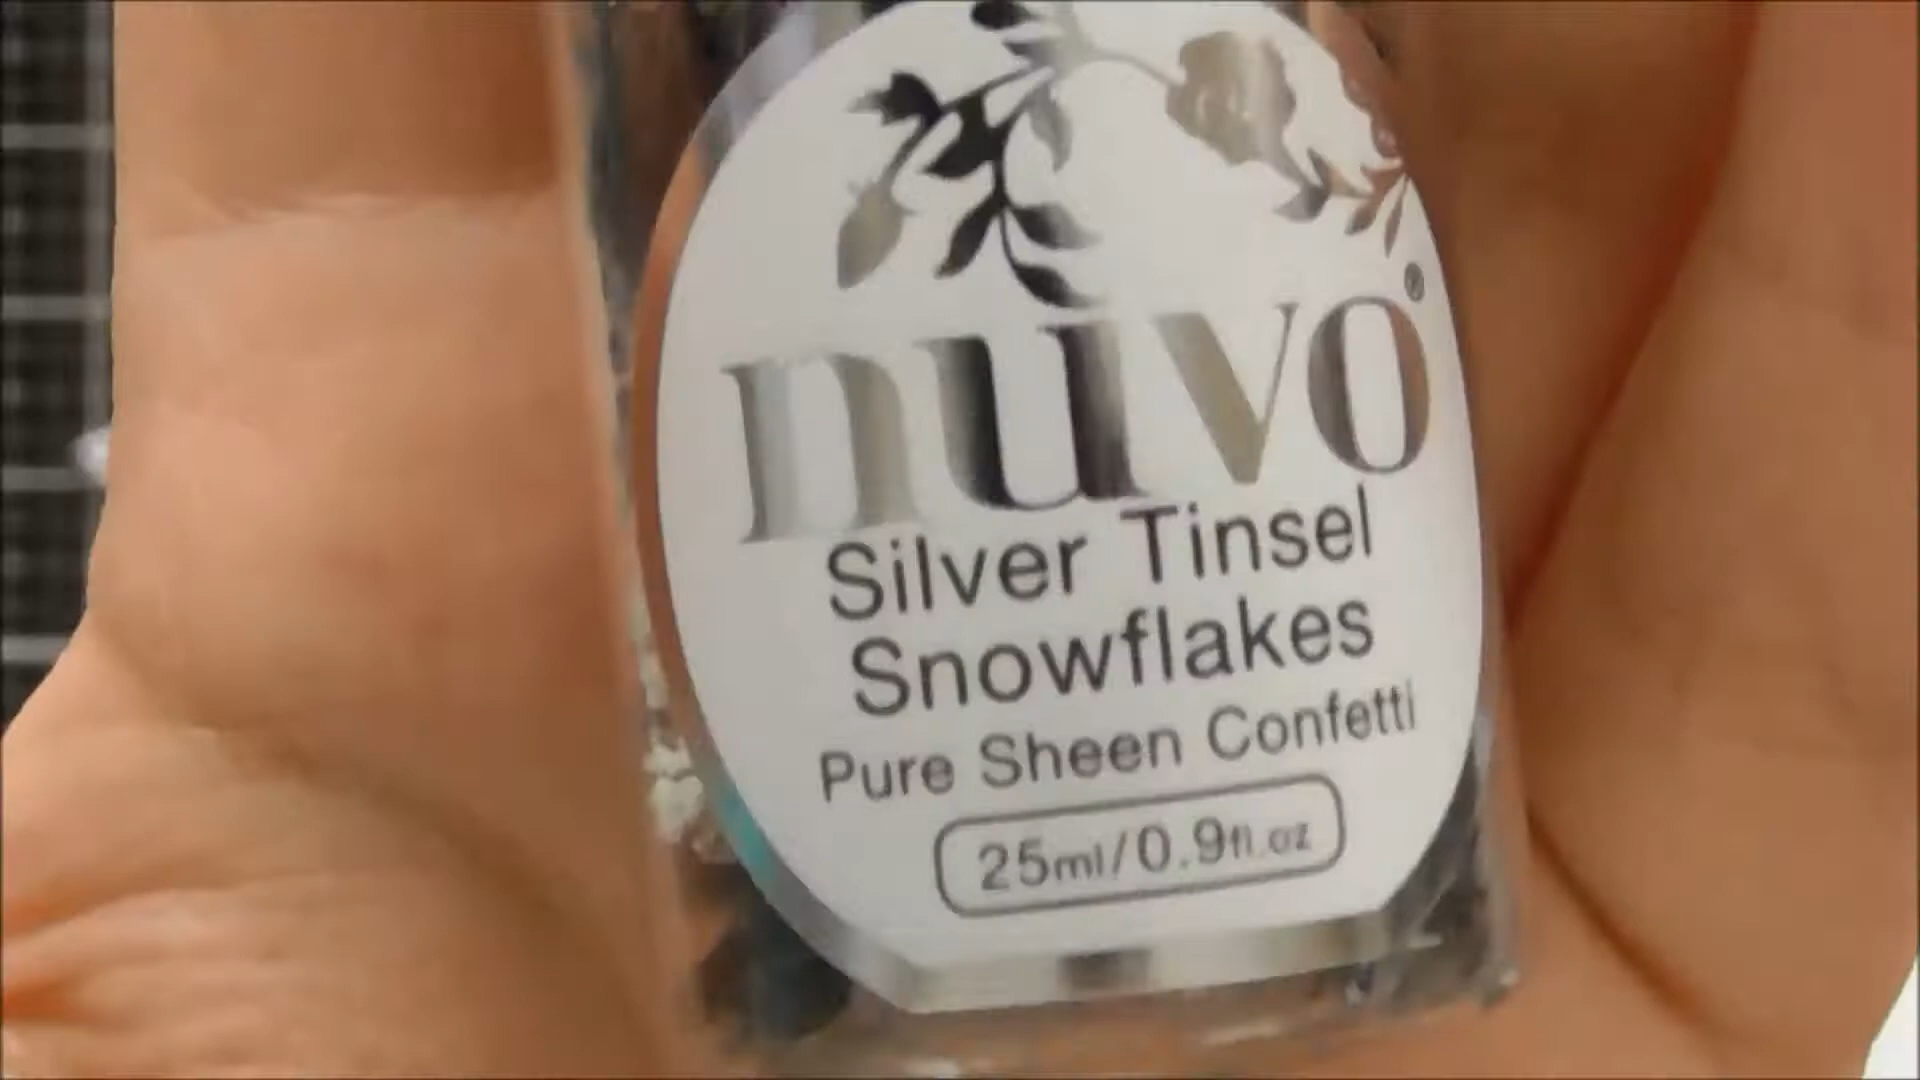 nuvo®
Silver Tinsel
Snowflakes
Pure Sheen Confetti
25ml/0.9fl.oz